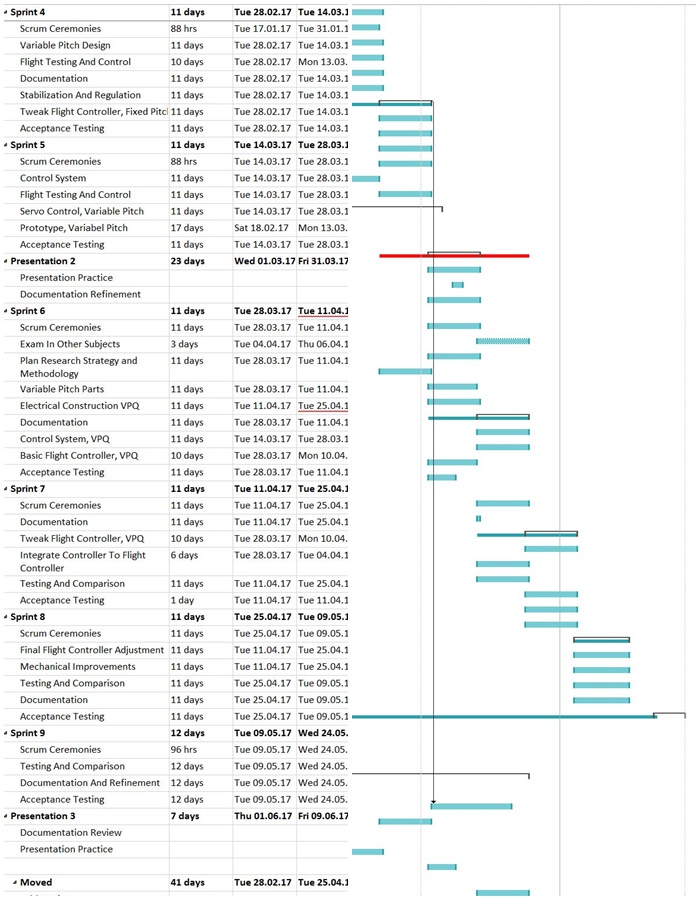 Sprint 4 11 days Tue 28.02.17 Tue 14.03.1
Scrum Ceremonies 88 hrs Tue 17.01.17 Tue 31.01.1
Variable Pitch Design 11 days Tue 28.02.17 Tue 14.03.1
Flight Testing And Control 10 days Tue 28.02.17 Mon 13.03.
Documentation 11 days Tue 28.02.17 Tue 14.03.1
Stabilization And Regulation 11 days Tue 28.02.17 Tue 14.03.1
Tweak Flight Controller, Fixed Pitch 11 days Tue 28.02.17 Tue 14.03.1
Acceptance Testing 11 days Tue 28.02.17 Tue 14.03.1
Sprint 5 11 days Tue 14.03.17 Tue 28.03.1
Scrum Ceremonies 88 hrs Tue 14.03.17 Tue 28.03.1
Control System 11 days Tue 14.03.17 Tue 28.03.1
Flight Testing And Control 11 days Tue 14.03.17 Tue 28.03.1
Servo Control, Variable Pitch 11 days Tue 14.03.17 Tue 28.03.1
Prototype, Variabel Pitch 17 days Sat 18.02.17 Mon 13.03.
Acceptance Testing 11 days Tue 14.03.17 Tue 28.03.1
Presentation 2 23 days Wed 01.03.17 Fri 31.03.17
Presentation Practice
Documentation Refinement
Sprint 6 11 days Tue 28.03.17 Tue 11.04.1
Scrum Ceremonies 11 days Tue 28.03.17 Tue 11.04.1
Exam In Other Subjects 3 days Tue 04.04.17 Thu 06.04.1
Plan Research Strategy and 11 days Tue 28.03.17 Tue 11.04.1
Methodology
Variable Pitch Parts 11 days Tue 28.03.17 Tue 11.04.1
Electrical Construction VPQ 11 days Tue 11.04.17 Tue 25.04.1
Documentation 11 days Tue 28.03.17 Tue 11.04.1
Control System, VPQ 11 days Tue 14.03.17 Tue 28.03.1
Basic Flight Controller, VPQ 10 days Tue 28.03.17 Mon 10.04.
Acceptance Testing 11 days Tue 28.03.17 Tue 11.04.1
Sprint 7 11 days Tue 11.04.17 Tue 25.04.1
Scrum Ceremonies 11 days Tue 11.04.17 Tue 25.04.1
Documentation 11 days Tue 11.04.17 Tue 25.04.1
Tweak Flight Controller, VPQ 10 days Tue 28.03.17 Mon 10.04.
Integrate Controller To Flight 6 days Tue 28.03.17 Tue 04.04.1
Controller
Testing And Comparison 11 days Tue 11.04.17 Tue 25.04.1
Acceptance Testing 1 day Tue 11.04.17 Tue 11.04.1
Sprint 8 11 days Tue 25.04.17 Tue 09.05.1
Scrum Ceremonies 11 days Tue 25.04.17 Tue 09.05.1
Final Flight Controller Adjustment 11 days Tue 11.04.17 Tue 25.04.1
Mechanical Improvements 11 days Tue 11.04.17 Tue 25.04.1
Testing And Comparison 11 days Tue 25.04.17 Tue 09.05.1
Documentation 11 days Tue 25.04.17 Tue 09.05.1
Acceptance Testing 11 days Tue 25.04.17 Tue 09.05.1
Sprint 9 12 days Tue 09.05.17 Wed 24.05.
Scrum Ceremonies 96 hrs Tue 09.05.17 Wed 24.05.
Testing And Comparison 12 days Tue 09.05.17 Wed 24.05.
Documentation And Refinement 12 days Tue 09.05.17 Wed 24.05.
Acceptance Testing 12 days Tue 09.05.17 Wed 24.05.
Presentation 3 7 days Thu 01.06.17 Fri 09.06.17
Documentation Review
Presentation Practice
Moved 41 days Tue 28.02.17 Tue 25.04.1